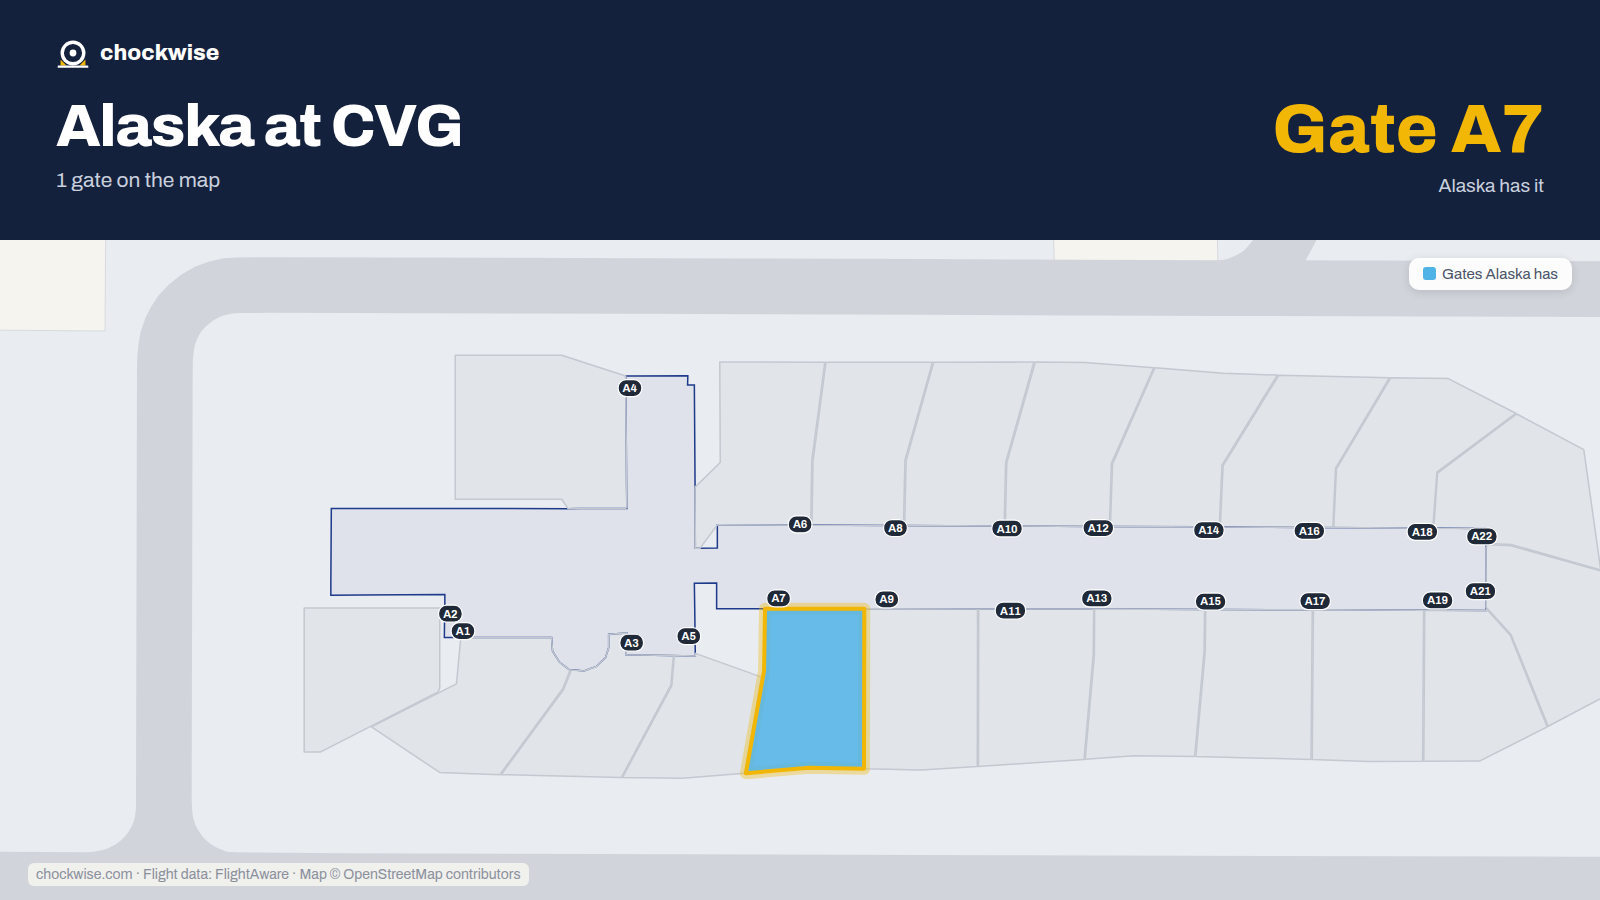 chockwise
Alaska at CVG
1 gate on the map
Gate A7
Alaska has it
Gates Alaska has
A4
A6
A8
A10
A12
A14
A16
A18
A22
A7
A9
A11
A13
A15
A17
A19
A21
A2
A1
A3
A5
chockwise.com · Flight data: FlightAware · Map © OpenStreetMap contributors